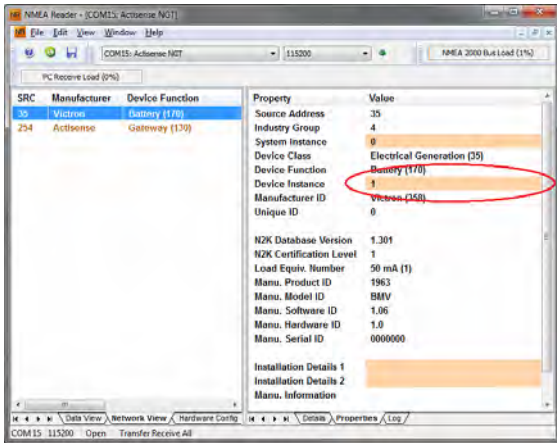 NMEA Reader - [COM15: Actisense NGT]
File Edit View Window Help
COM15: Actisense NGT 115200 NMEA 2000 Bus Load (1%)
PC Receive Load (0%)
SRC Manufacturer Device Function
35 Victron Battery (170)
254 Actisense Gateway (130)
Property Value
Source Address 35
Industry Group 4
System Instance 0
Device Class Electrical Generation (35)
Device Function Battery (170)
Device Instance 1
Manufacturer ID Victron (358)
Unique ID 0
N2K Database Version 1.301
N2K Certification Level 1
Load Equiv. Number 50 mA (1)
Manu. Product ID 1963
Manu. Model ID BMV
Manu. Software ID 1.06
Manu. Hardware ID 1.0
Manu. Serial ID 0000000
Installation Details 1
Installation Details 2
Manu. Information
Data View Network View Hardware Config Details Properties Log
COM15 115200 Open Transfer Receive All